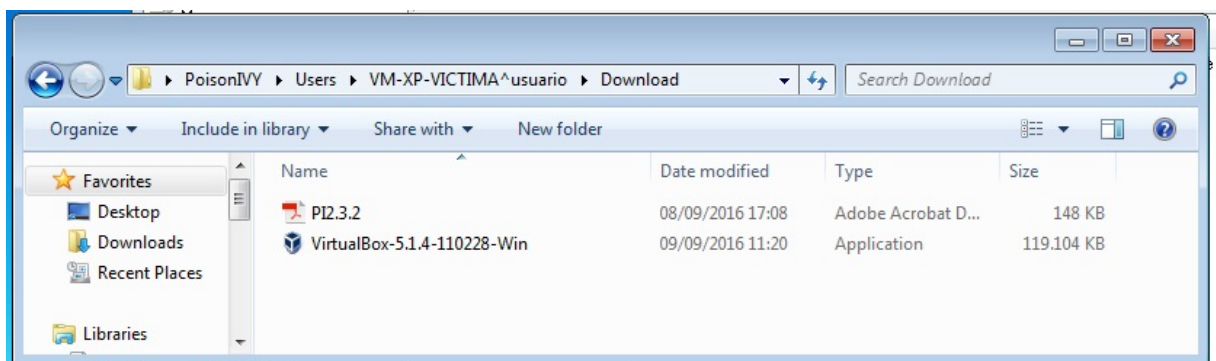 PoisonIVY ▸ Users ▸ VM-XP-VICTIMA^usuario ▸ Download
Search Download
Organize Include in library Share with New folder
Favorites
Desktop
Downloads
Recent Places
Libraries
Name Date modified Type Size
PI2.3.2 08/09/2016 17:08 Adobe Acrobat D... 148 KB
VirtualBox-5.1.4-110228-Win 09/09/2016 11:20 Application 119.104 KB